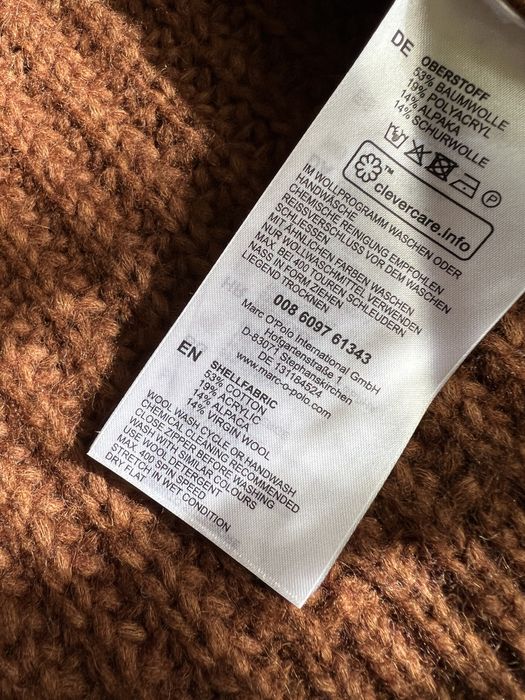 DE
OBERSTOFF
53% BAUMWOLLE
19% POLYACRYL
14% ALPAKA
14% SCHURWOLLE
P
™
clevercare.info
IM WOLLPROGRAMM WASCHEN ODER
HANDWÄSCHE
CHEMISCHE REINIGUNG EMPFOHLEN
REISSVERSCHLUSS VOR DEM WASCHEN
SCHLIESSEN
MIT ÄHNLICHEN FARBEN WASCHEN
NUR WOLLWASCHMITTEL VERWENDEN
MAX. BEI 400 TOUREN SCHLEUDERN
NASS IN FORM ZIEHEN
LIEGEND TROCKNEN
008 6097 61343
Marc O'Polo International GmbH
Hofgartenstraße 1
D-83071 Stephanskirchen
DE 131184524
www.marc-o-polo.com
EN
SHELLFABRIC
53% COTTON
19% ACRYLIC
14% ALPACA
14% VIRGIN WOOL
WOOL WASH CYCLE OR HANDWASH
CHEMICAL CLEANING RECOMMENDED
CLOSE ZIPPER BEFORE WASHING
WASH WITH SIMILAR COLOURS
USE WOOL DETERGENT
MAX. 400 SPIN SPEED
STRETCH IN WET CONDITION
DRY FLAT